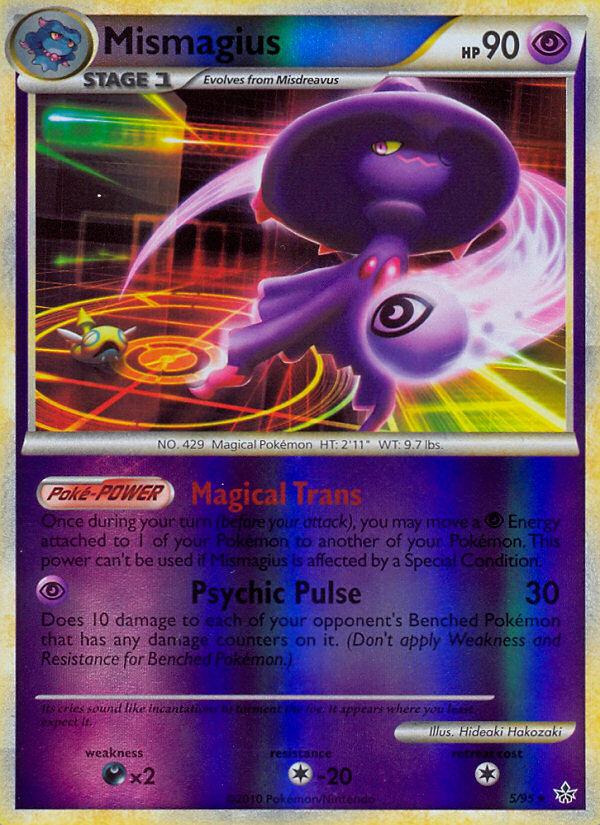 Mismagius
HP 90
STAGE 1
Evolves from Misdreavus
NO. 429 Magical Pokémon HT: 2'11" WT: 9.7 lbs.
Poké-POWER Magical Trans
Once during your turn (before your attack), you may move a Energy
attached to 1 of your Pokémon to another of your Pokémon. This
power can't be used if Mismagius is affected by a Special Condition.
Psychic Pulse 30
Does 10 damage to each of your opponent's Benched Pokémon
that has any damage counters on it. (Don't apply Weakness and
Resistance for Benched Pokémon.)
Its cries sound like incantations to torment the foe. It appears where you least
expect it.
Illus. Hideaki Hakozaki
weakness resistance retreat cost
×2 -20
©2010 Pokémon/Nintendo 5/95 ★